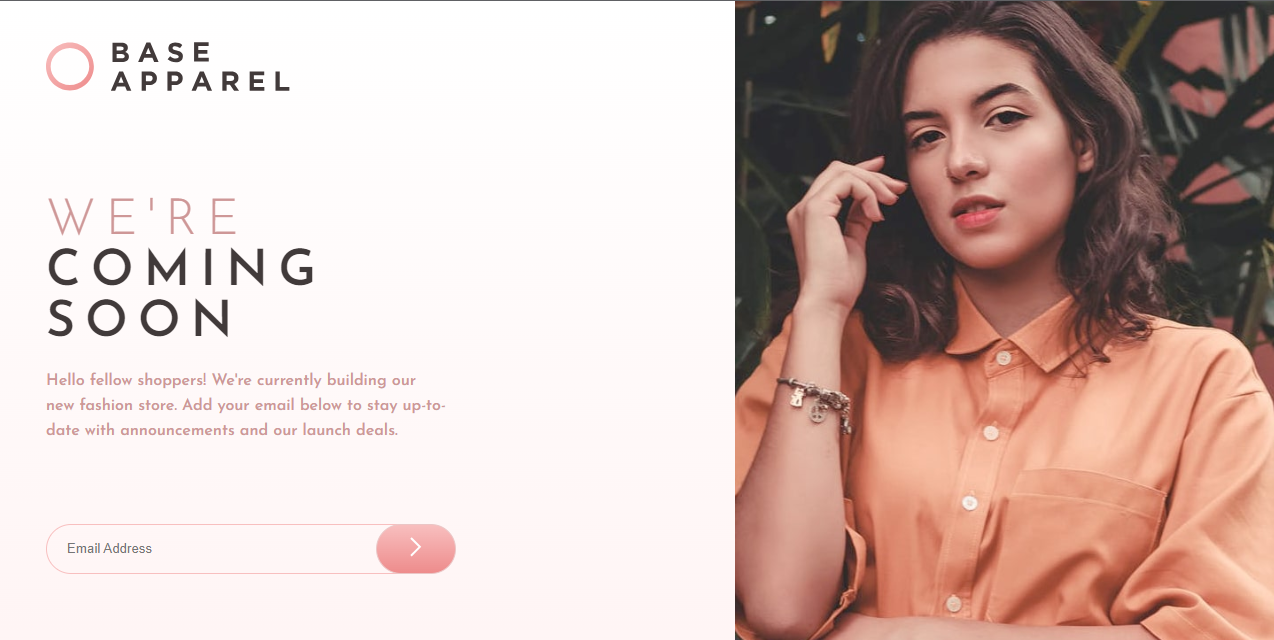 BASE
APPAREL
WE'RE
COMING
SOON
Hello fellow shoppers! We're currently building our
new fashion store. Add your email below to stay up-to-
date with announcements and our launch deals.
Email Address